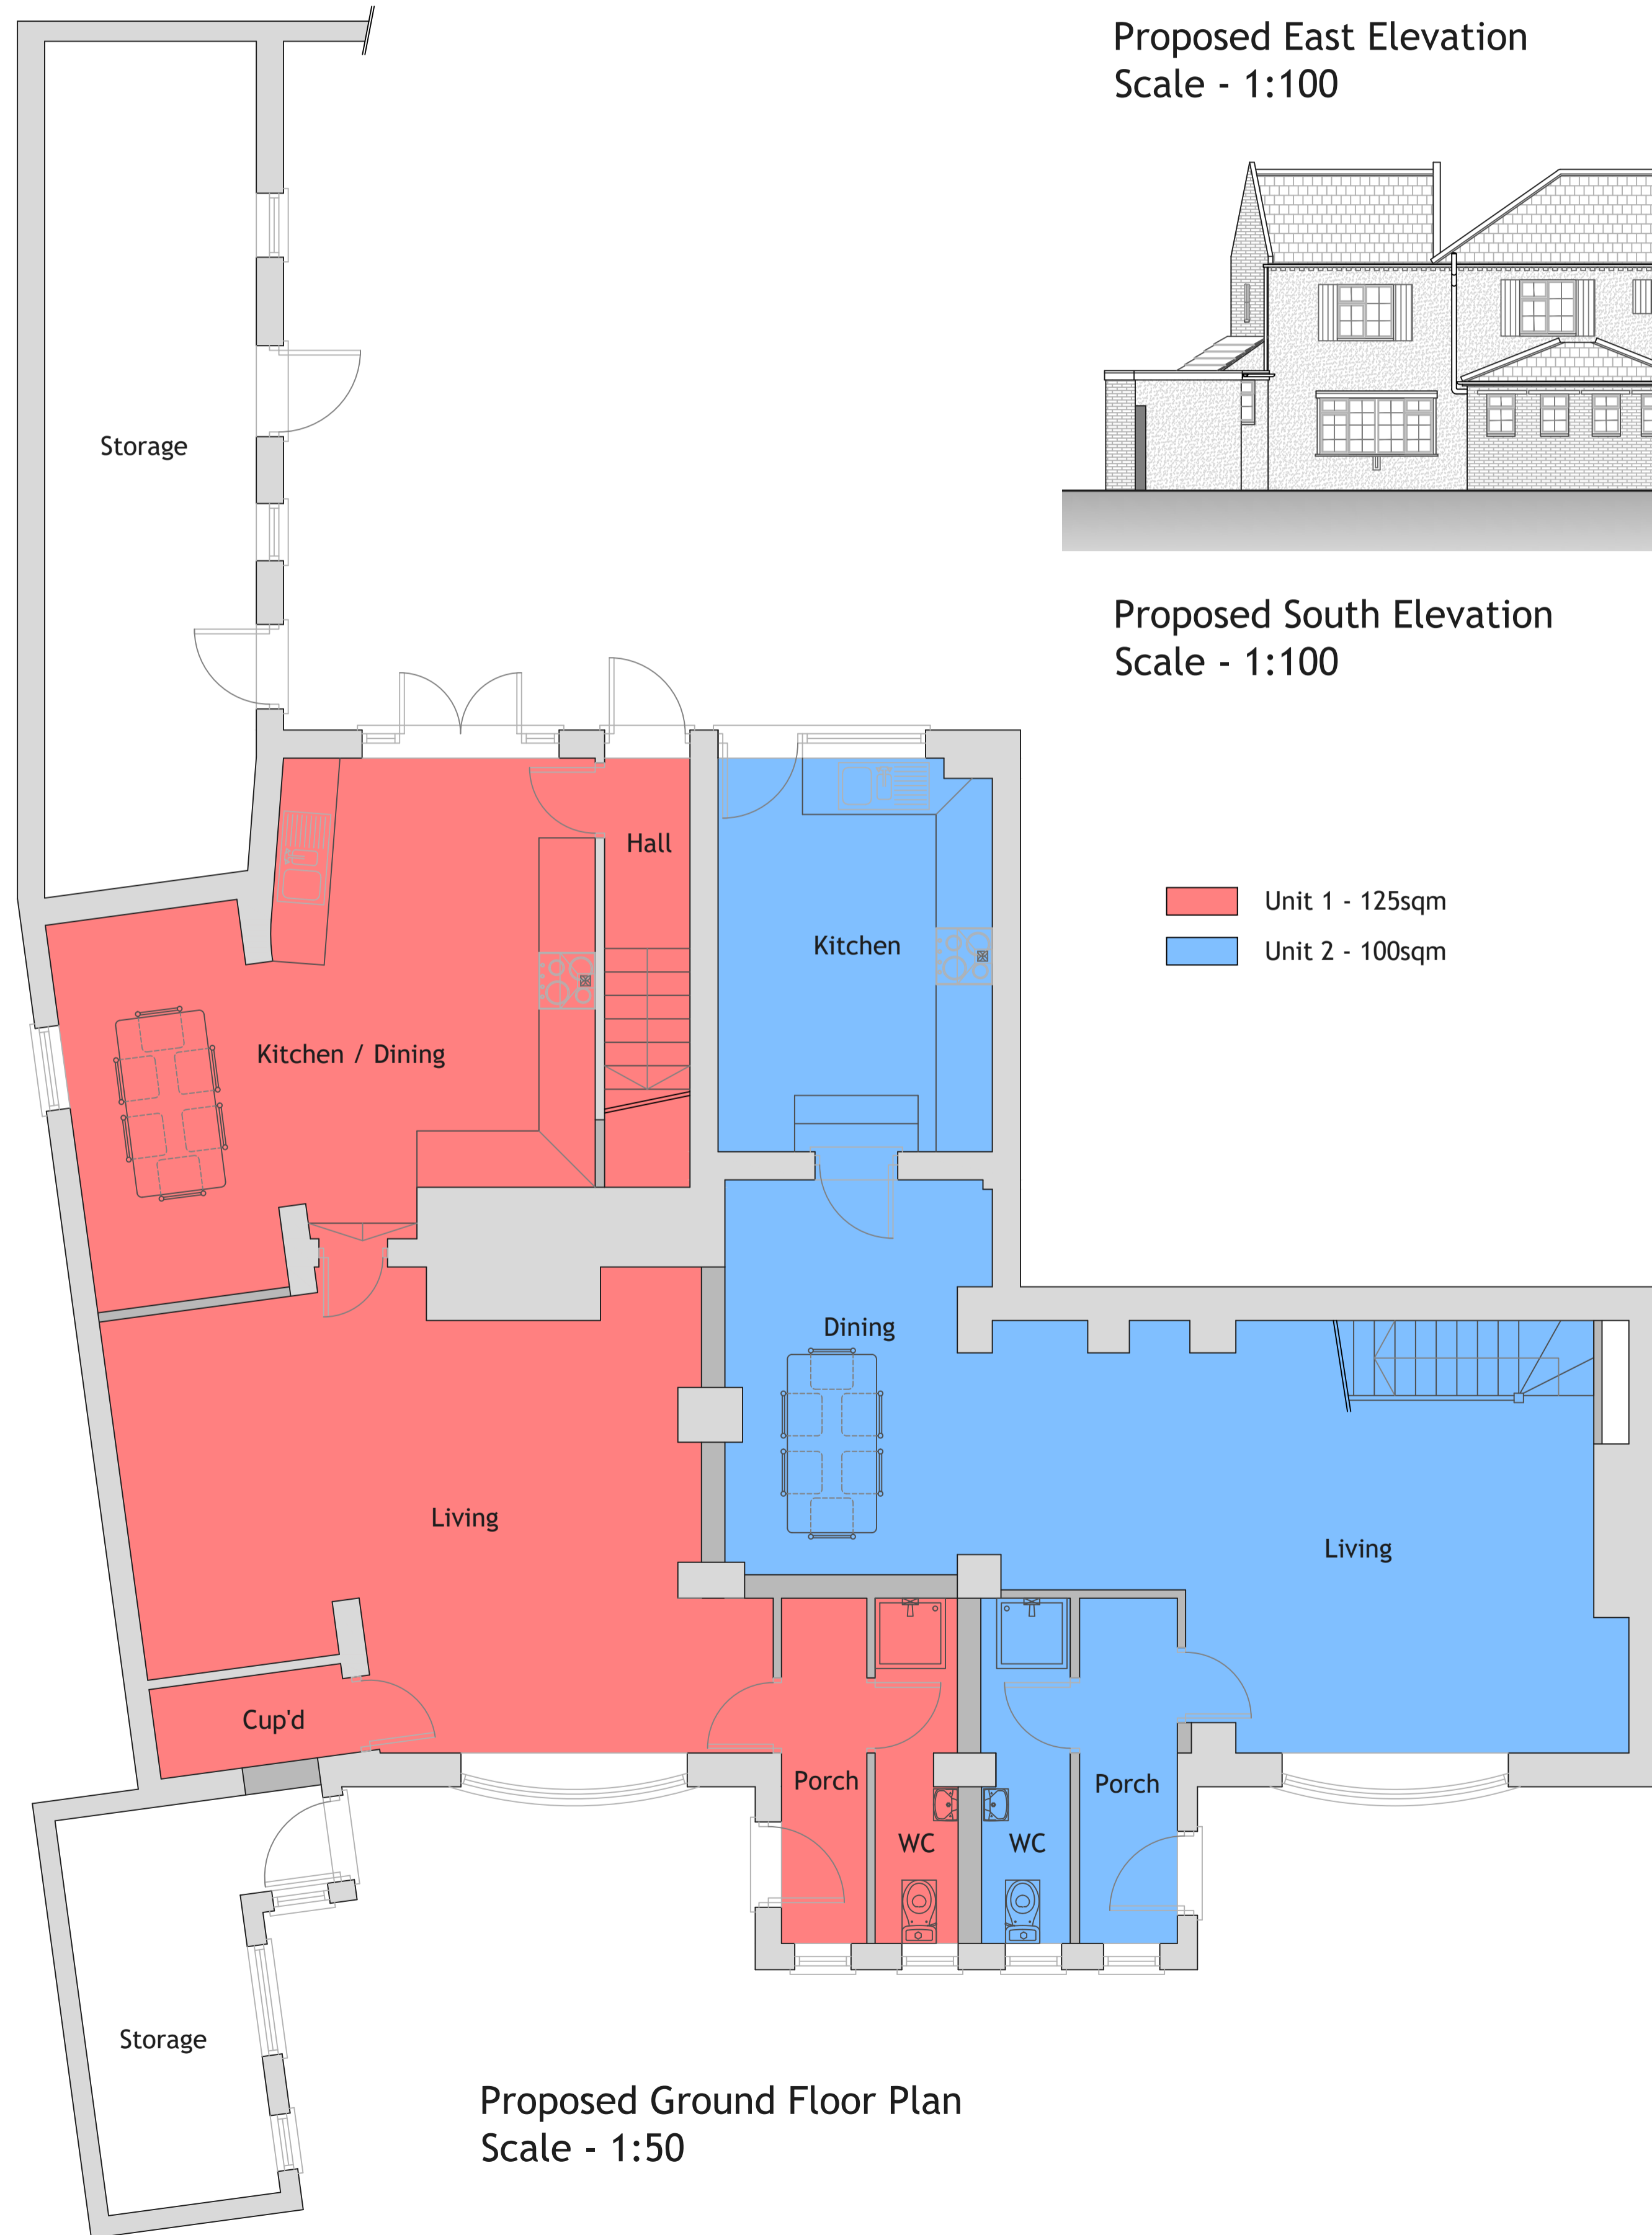 Proposed East Elevation
Scale - 1:100
Storage
Proposed South Elevation
Scale - 1:100
Hall
Unit 1 - 125sqm
Kitchen
Unit 2 - 100sqm
Kitchen / Dining
Dining
Living
Living
Cup'd
Porch
Porch
WC
WC
Storage
Proposed Ground Floor Plan
Scale - 1:50